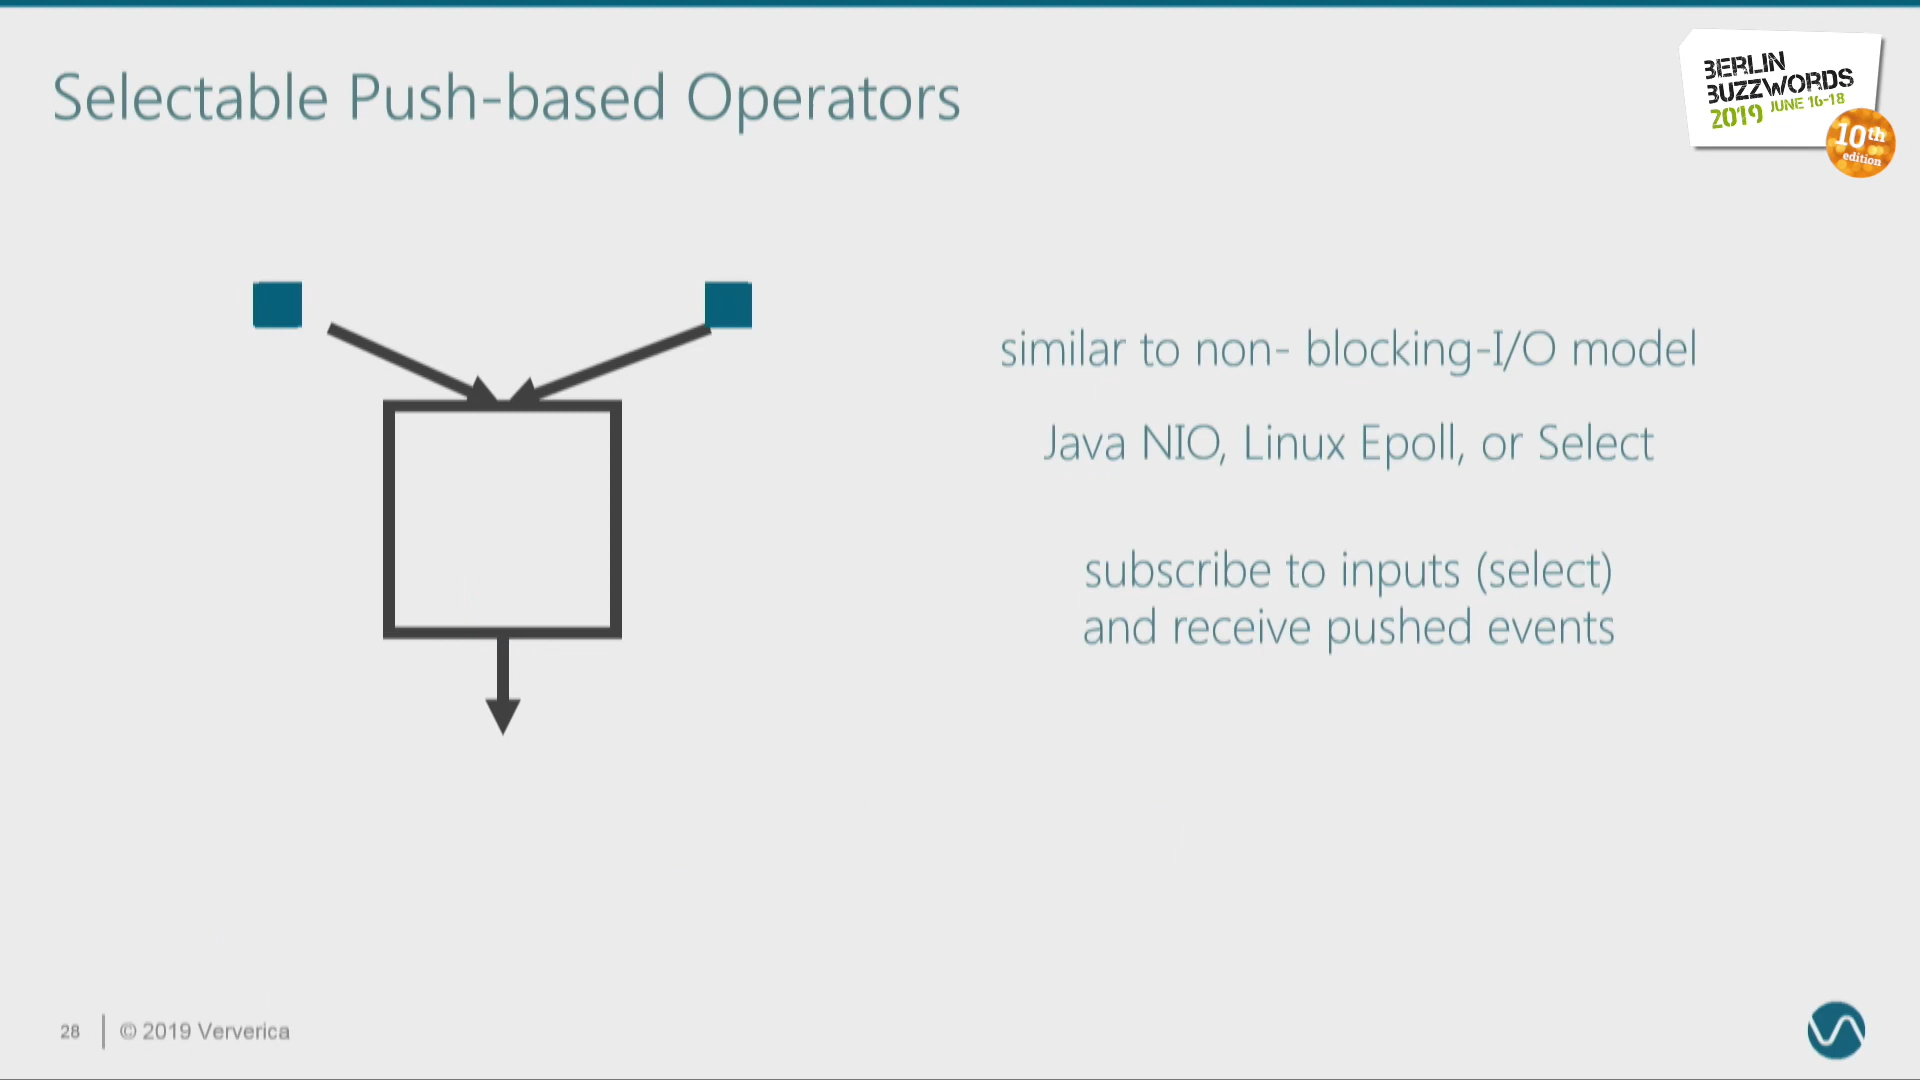 Selectable Push-based Operators
BERLIN
BUZZWORDS
2019 JUNE 16-18
10th
edition
similar to non- blocking-I/O model
Java NIO, Linux Epoll, or Select
subscribe to inputs (select)
and receive pushed events
28
© 2019 Ververica